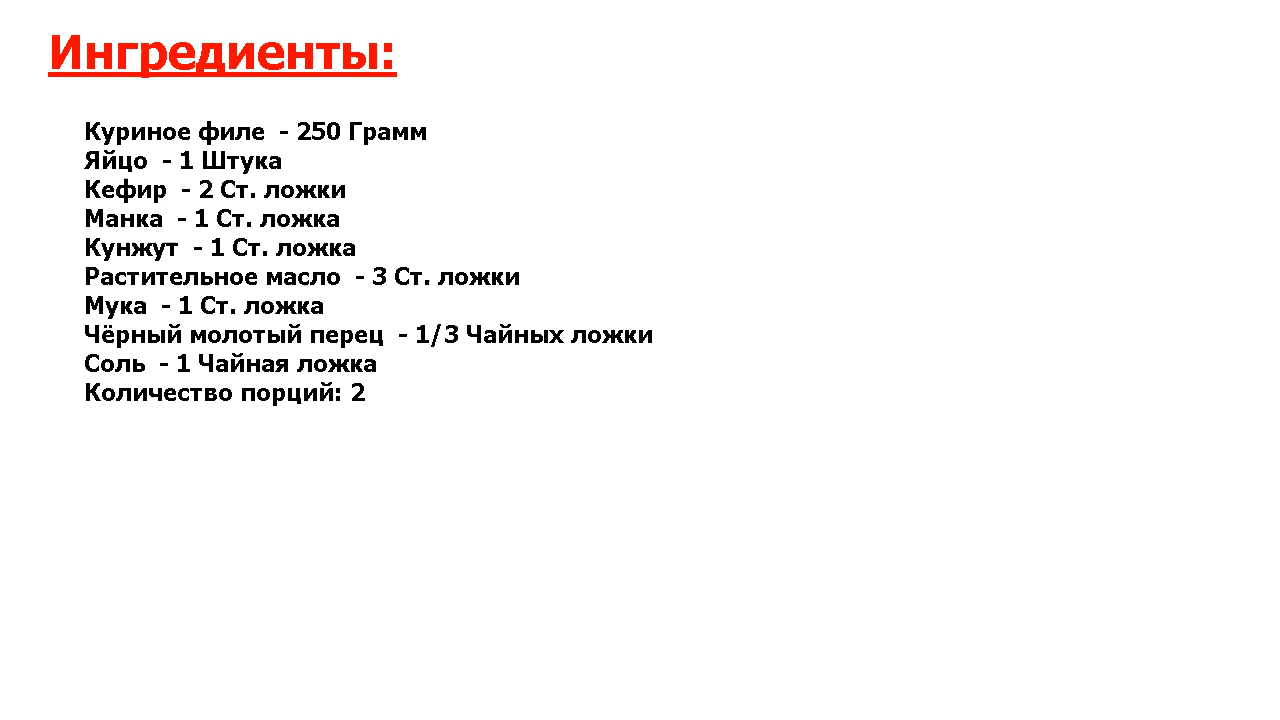 Ингредиенты:
Куриное филе  - 250 Грамм
Яйцо  - 1 Штука
Кефир  - 2 Ст. ложки
Манка  - 1 Ст. ложка
Кунжут  - 1 Ст. ложка
Растительное масло  - 3 Ст. ложки
Мука  - 1 Ст. ложка
Чёрный молотый перец  - 1/3 Чайных ложки
Соль  - 1 Чайная ложка
Количество порций: 2